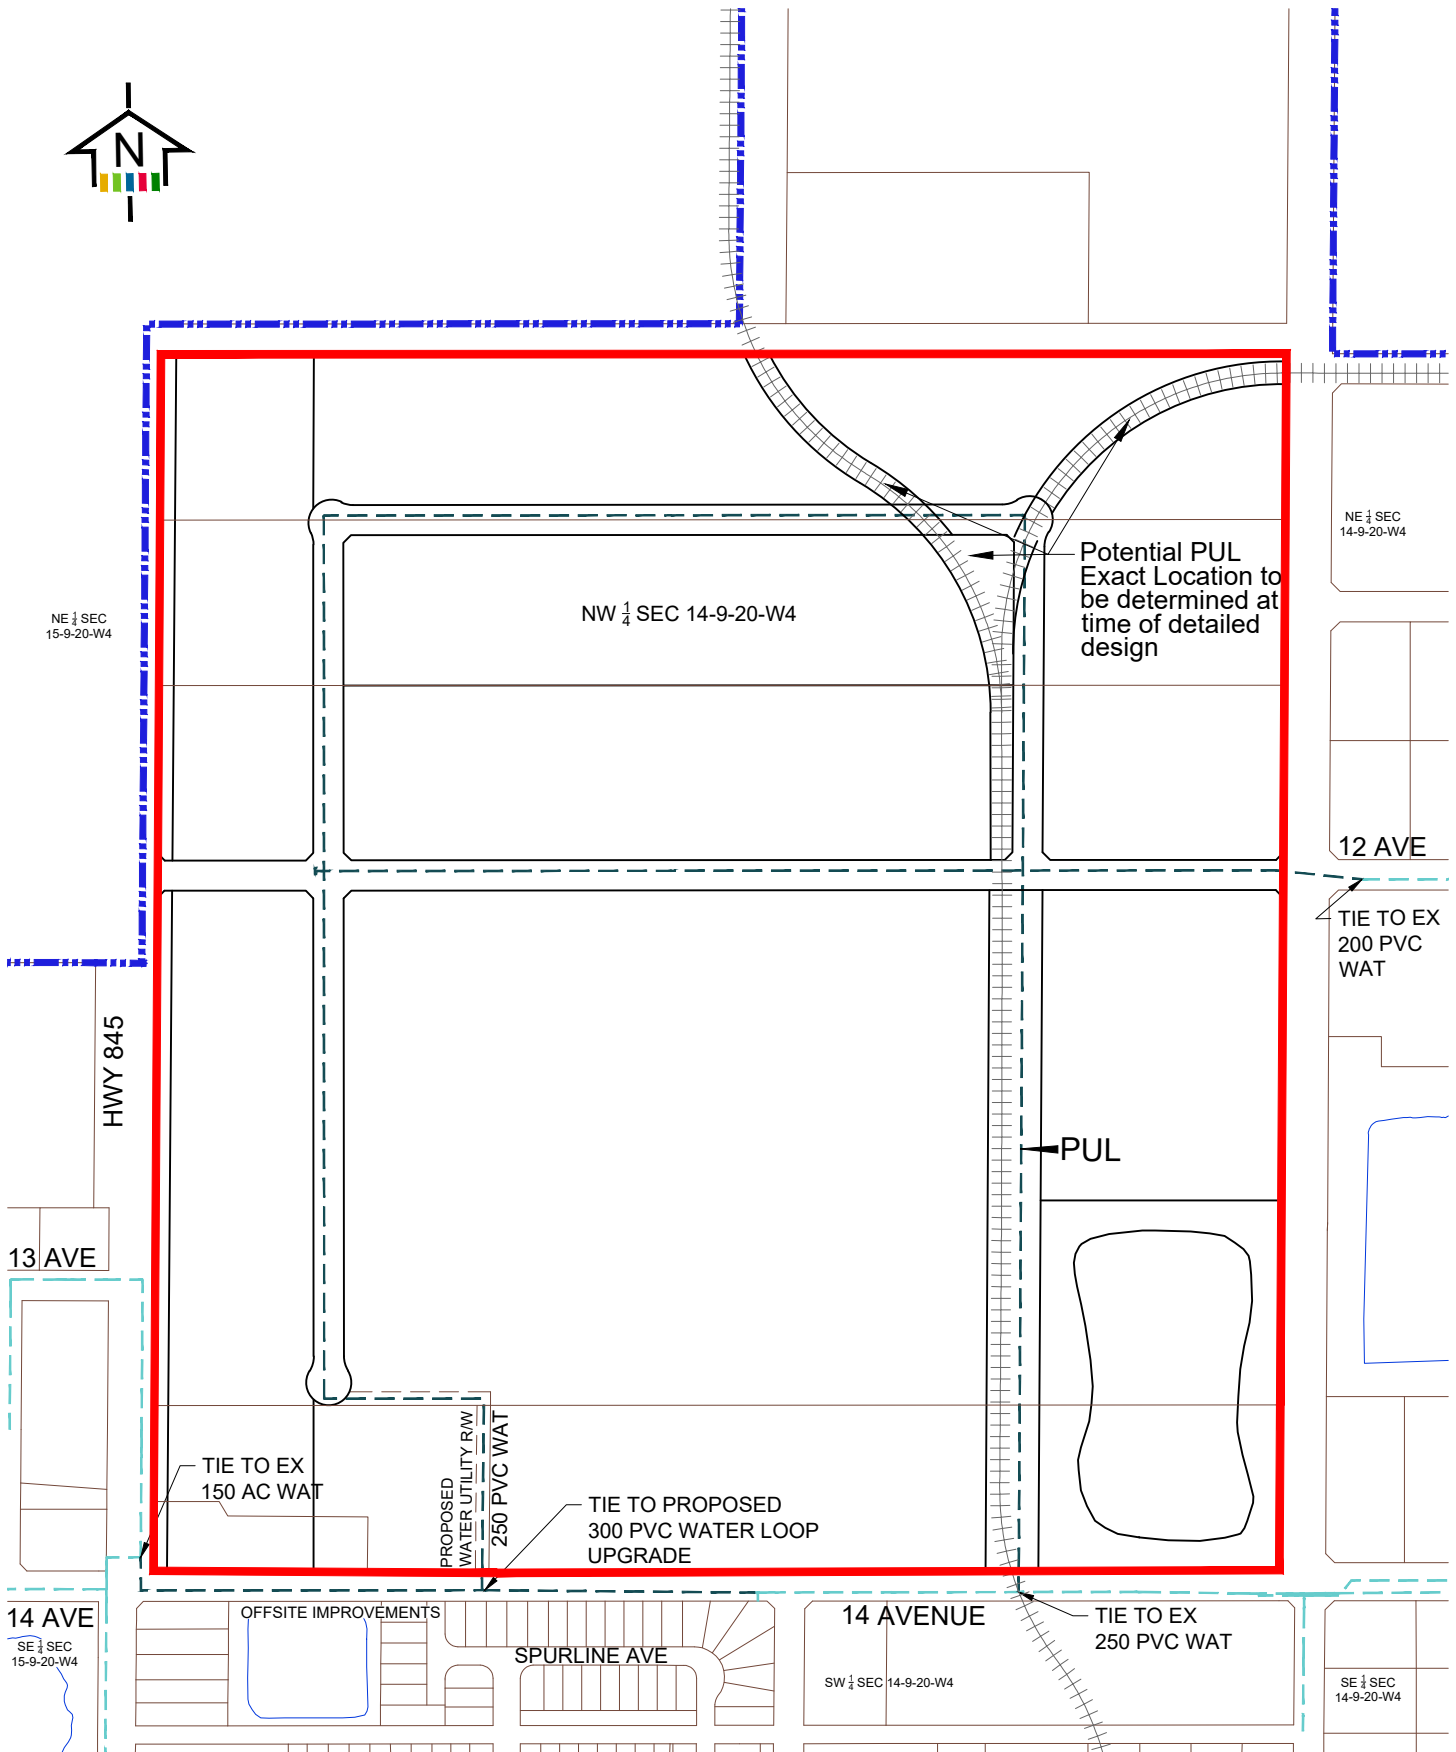 N
NE 1/4 SEC
14-9-20-W4
Potential PUL
Exact Location to
be determined at
time of detailed
design
NW 1/4 SEC 14-9-20-W4
NE 1/4 SEC
15-9-20-W4
12 AVE
TIE TO EX
200 PVC
WAT
HWY 845
PUL
13 AVE
TIE TO EX
150 AC WAT
PROPOSED
WATER UTILITY R/W
250 PVC WAT
TIE TO PROPOSED
300 PVC WATER LOOP
UPGRADE
14 AVE
OFFSITE IMPROVEMENTS
14 AVENUE
TIE TO EX
250 PVC WAT
SE 1/4 SEC
15-9-20-W4
SPURLINE AVE
SW 1/4 SEC 14-9-20-W4
SE 1/4 SEC
14-9-20-W4